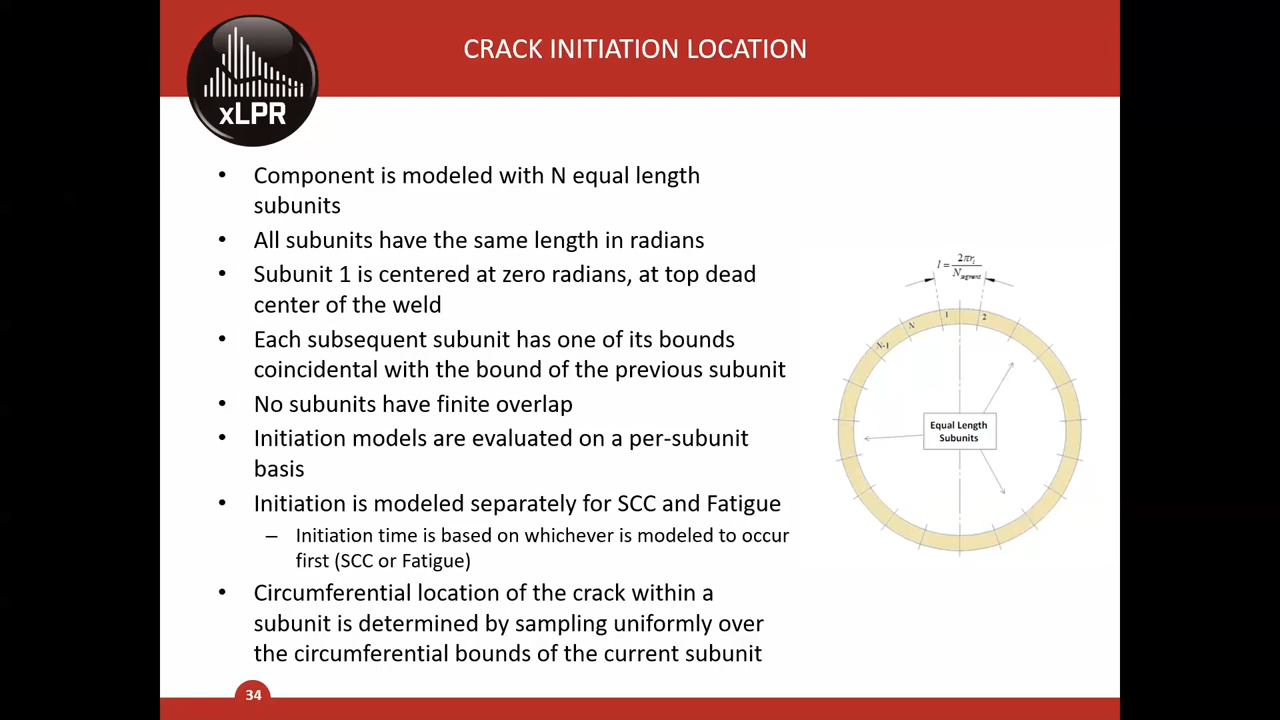 CRACK INITIATION LOCATION
xLPR
• Component is modeled with N equal length
subunits
• All subunits have the same length in radians
• Subunit 1 is centered at zero radians, at top dead
center of the weld
• Each subsequent subunit has one of its bounds
coincidental with the bound of the previous subunit
• No subunits have finite overlap
• Initiation models are evaluated on a per-subunit
basis
• Initiation is modeled separately for SCC and Fatigue
– Initiation time is based on whichever is modeled to occur
first (SCC or Fatigue)
• Circumferential location of the crack within a
subunit is determined by sampling uniformly over
the circumferential bounds of the current subunit
l = 2πrᵢ / Nsegment
N-1 N 1 2
Equal Length
Subunits
34